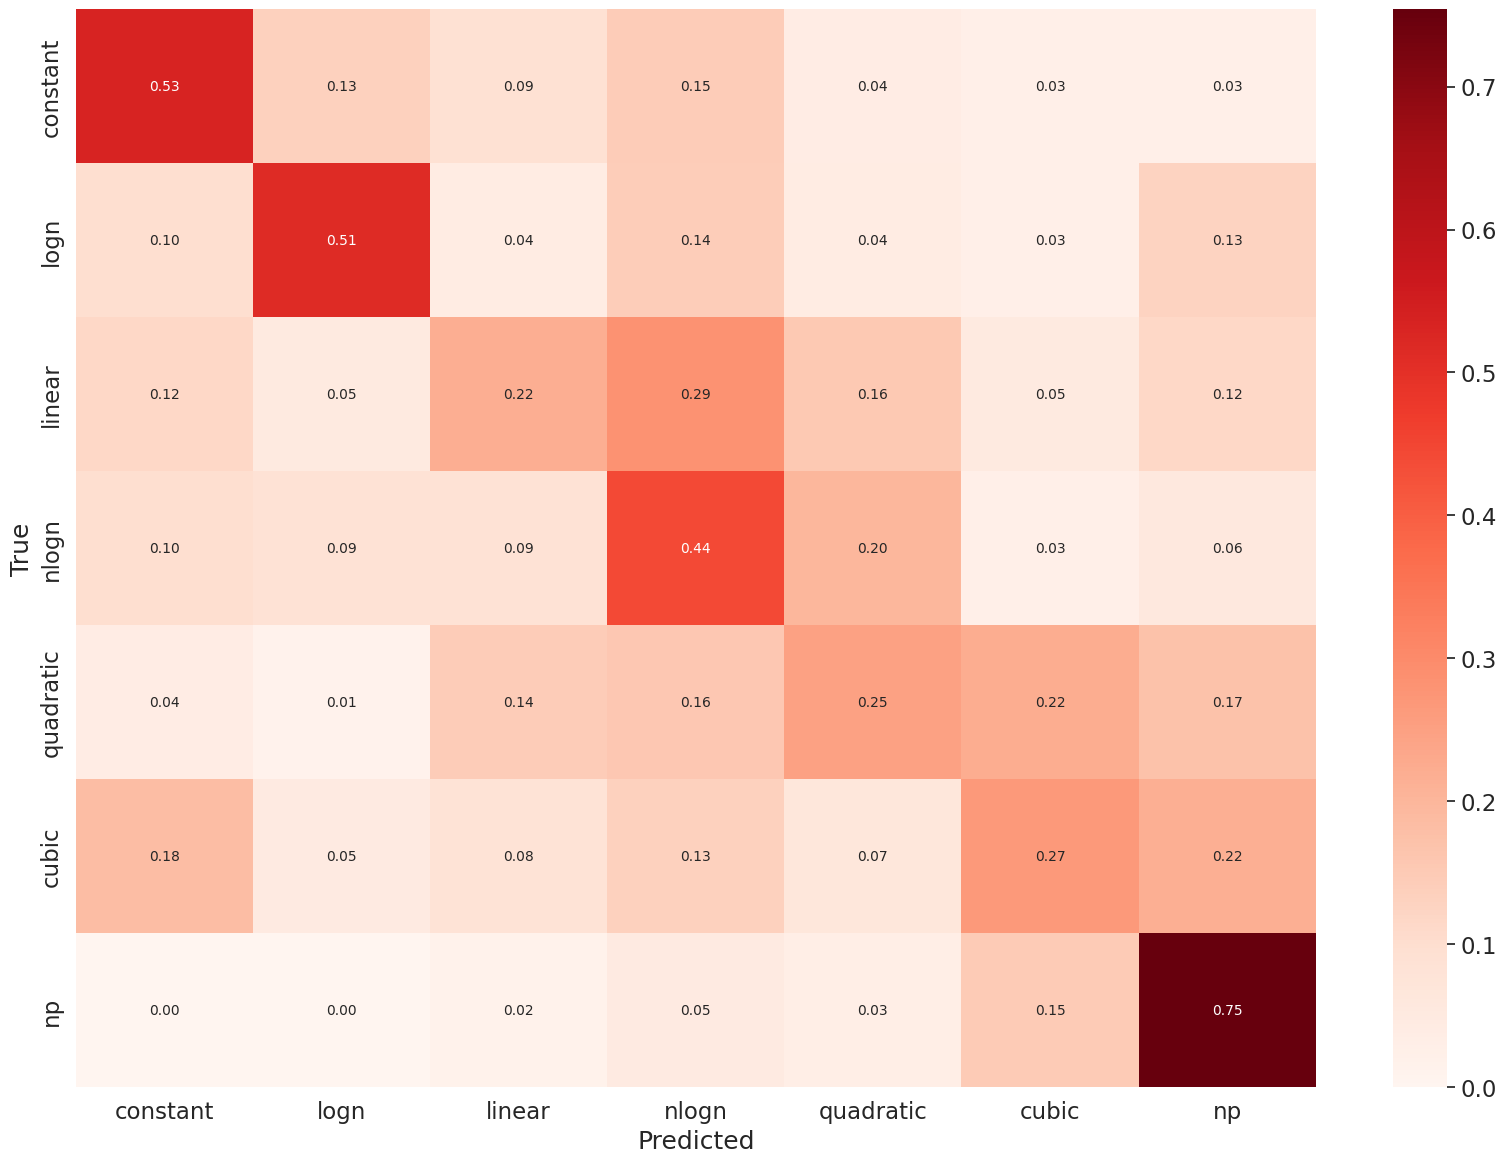 constant 0.53 0.13 0.09 0.15 0.04 0.03 0.03
logn 0.10 0.51 0.04 0.14 0.04 0.03 0.13
linear 0.12 0.05 0.22 0.29 0.16 0.05 0.12
nlogn 0.10 0.09 0.09 0.44 0.20 0.03 0.06
quadratic 0.04 0.01 0.14 0.16 0.25 0.22 0.17
cubic 0.18 0.05 0.08 0.13 0.07 0.27 0.22
np 0.00 0.00 0.02 0.05 0.03 0.15 0.75
True
constant logn linear nlogn quadratic cubic np
Predicted
0.7
0.6
0.5
0.4
0.3
0.2
0.1
0.0